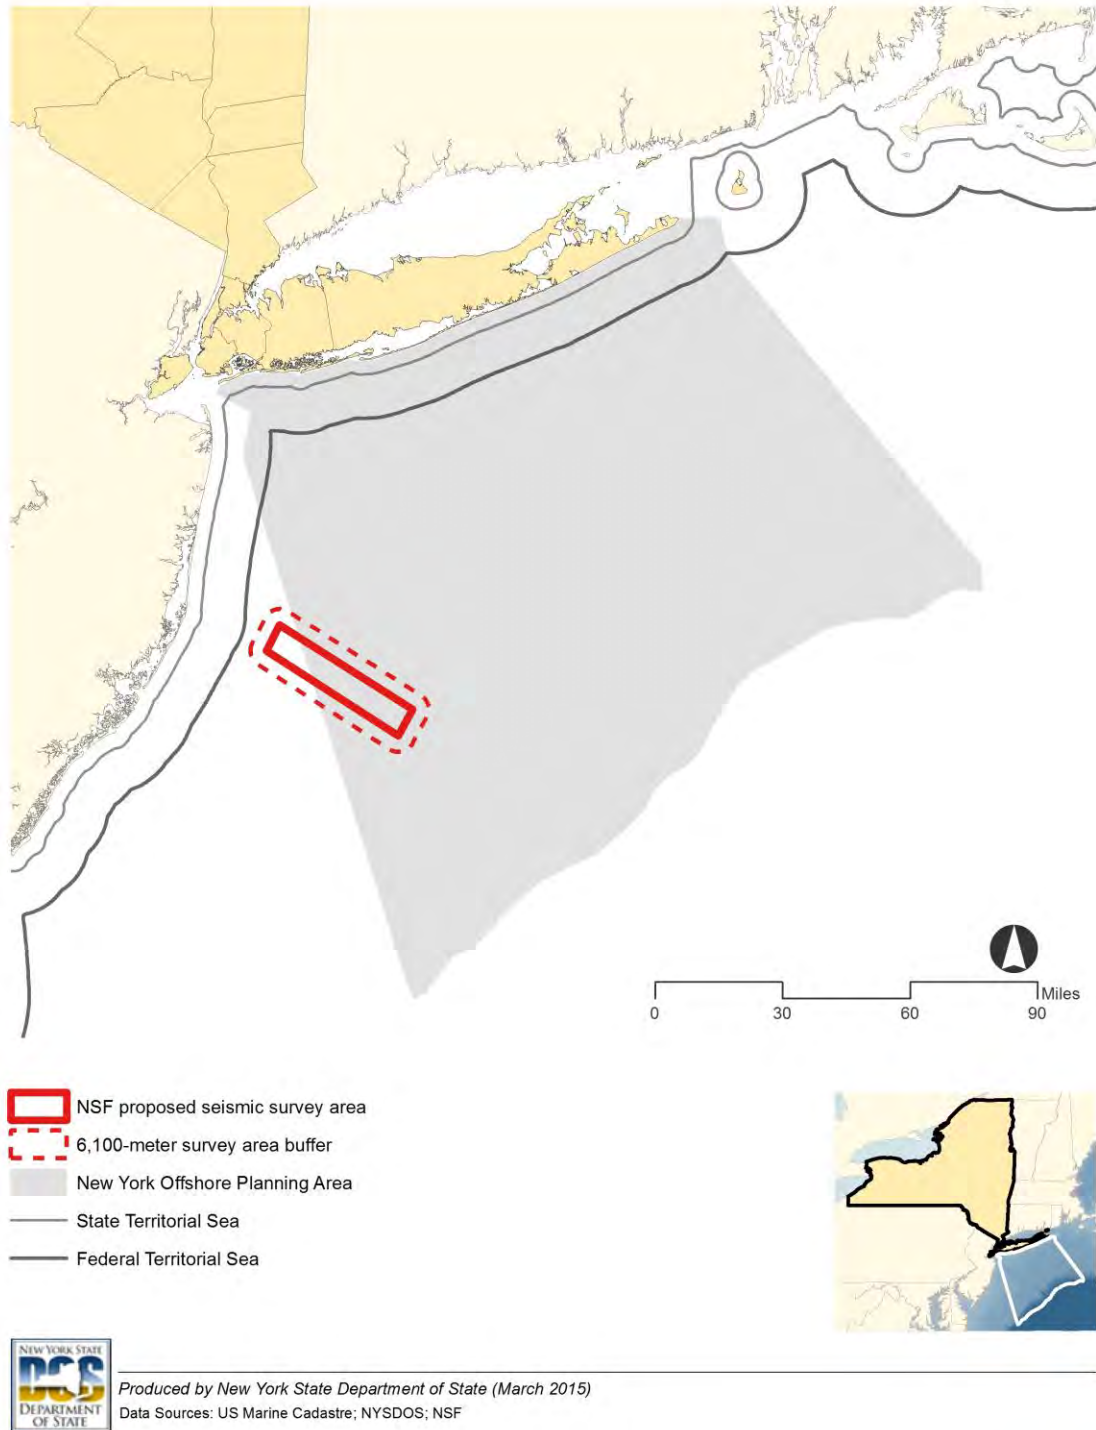 Miles
0 30 60 90
NSF proposed seismic survey area
6,100-meter survey area buffer
New York Offshore Planning Area
State Territorial Sea
Federal Territorial Sea
NEW YORK STATE
DOS
DEPARTMENT
OF STATE
Produced by New York State Department of State (March 2015)
Data Sources: US Marine Cadastre; NYSDOS; NSF